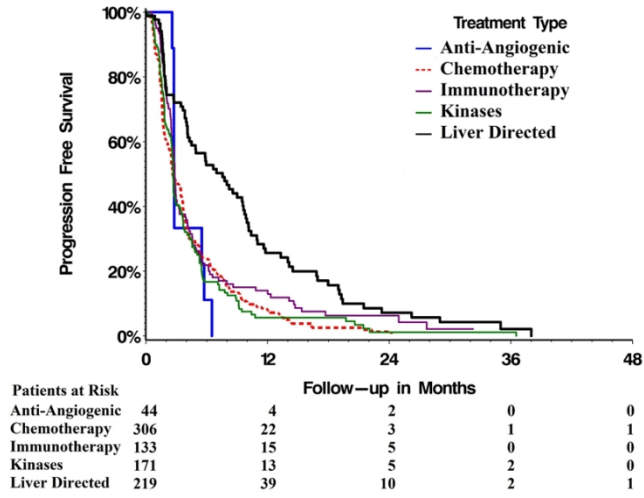 100%
80%
60%
40%
20%
0%
Progression Free Survival
Treatment Type
Anti-Angiogenic
Chemotherapy
Immunotherapy
Kinases
Liver Directed
0 12 24 36 48
Patients at Risk Follow-up in Months
Anti-Angiogenic 44 4 2 0 0
Chemotherapy 306 22 3 1 1
Immunotherapy 133 15 5 0 0
Kinases 171 13 5 2 0
Liver Directed 219 39 10 2 1